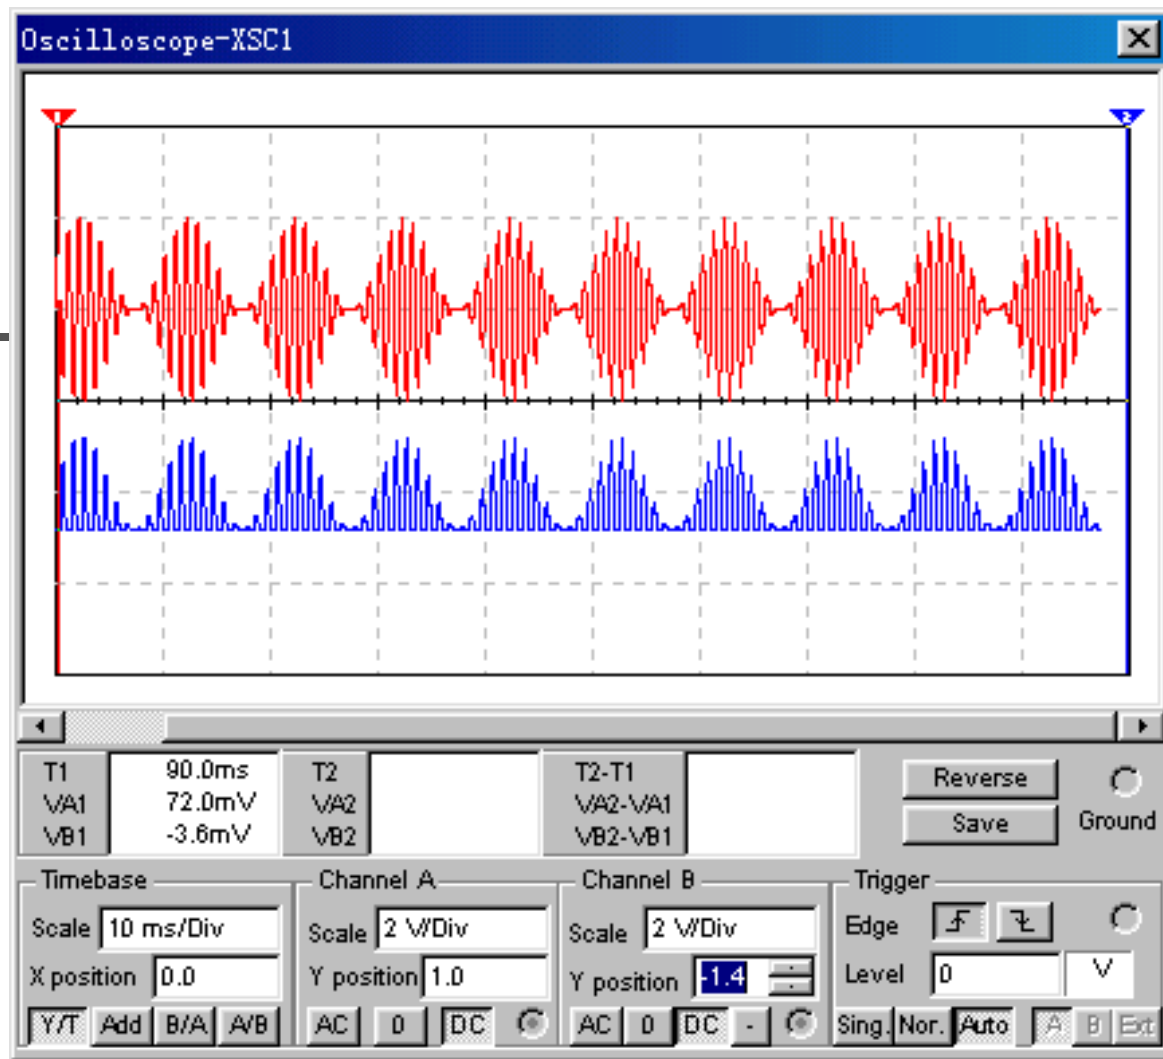 Oscilloscope-XSC1
1 2
T1 90.0ms T2 T2-T1 Reverse
VA1 72.0mV VA2 VA2-VA1
VB1 -3.6mV VB2 VB2-VB1 Save Ground
Timebase Channel A Channel B Trigger
Scale 10 ms/Div Scale 2 V/Div Scale 2 V/Div Edge
X position 0.0 Y position 1.0 Y position -1.4 Level 0 V
Y/T Add B/A A/B AC 0 DC AC 0 DC - Sing. Nor. Auto A B Ext